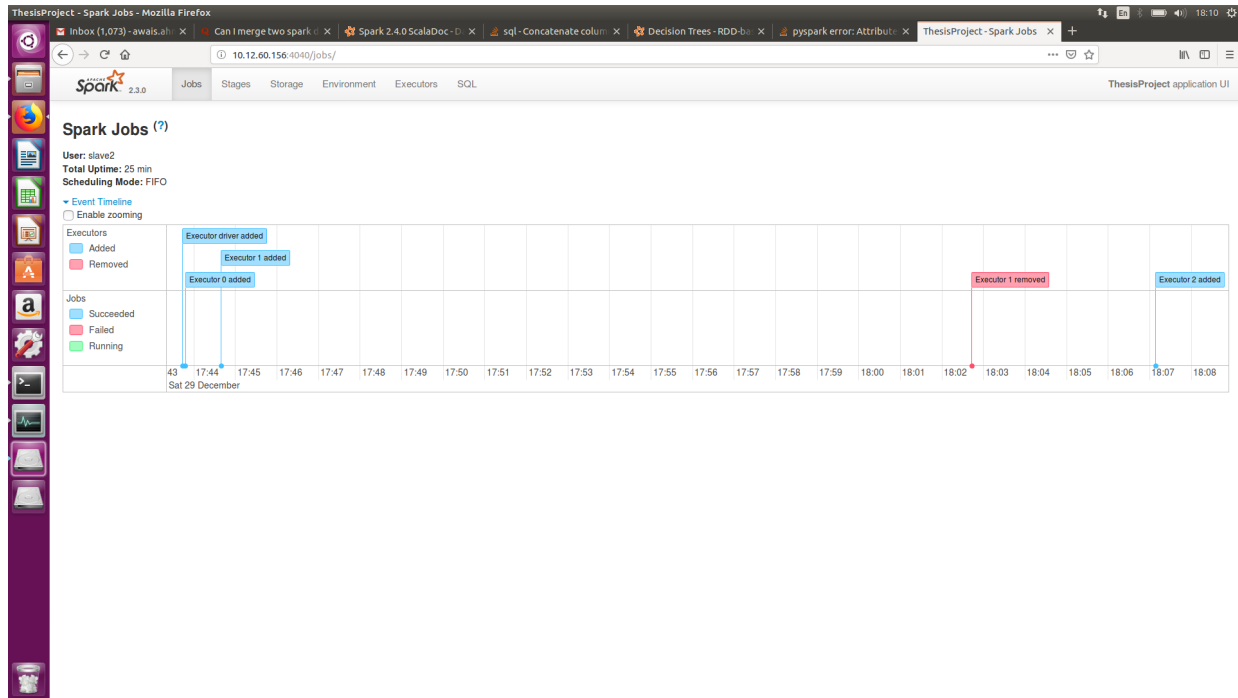 ThesisProject - Spark Jobs - Mozilla Firefox
En
18:10
Inbox (1,073) - awais.ah
Can I merge two spark d
Spark 2.4.0 ScalaDoc - D
sql - Concatenate colum
Decision Trees - RDD-ba
pyspark error: Attribute
ThesisProject - Spark Jobs
10.12.60.156:4040/jobs/
APACHE
Spark 2.3.0
Jobs
Stages
Storage
Environment
Executors
SQL
ThesisProject application UI
Spark Jobs (?)
User: slave2
Total Uptime: 25 min
Scheduling Mode: FIFO
Event Timeline
Enable zooming
Executors
Added
Removed
Executor driver added
Executor 1 added
Executor 0 added
Executor 1 removed
Executor 2 added
Jobs
Succeeded
Failed
Running
43 17:44 17:45 17:46 17:47 17:48 17:49 17:50 17:51 17:52 17:53 17:54 17:55 17:56 17:57 17:58 17:59 18:00 18:01 18:02 18:03 18:04 18:05 18:06 18:07 18:08
Sat 29 December